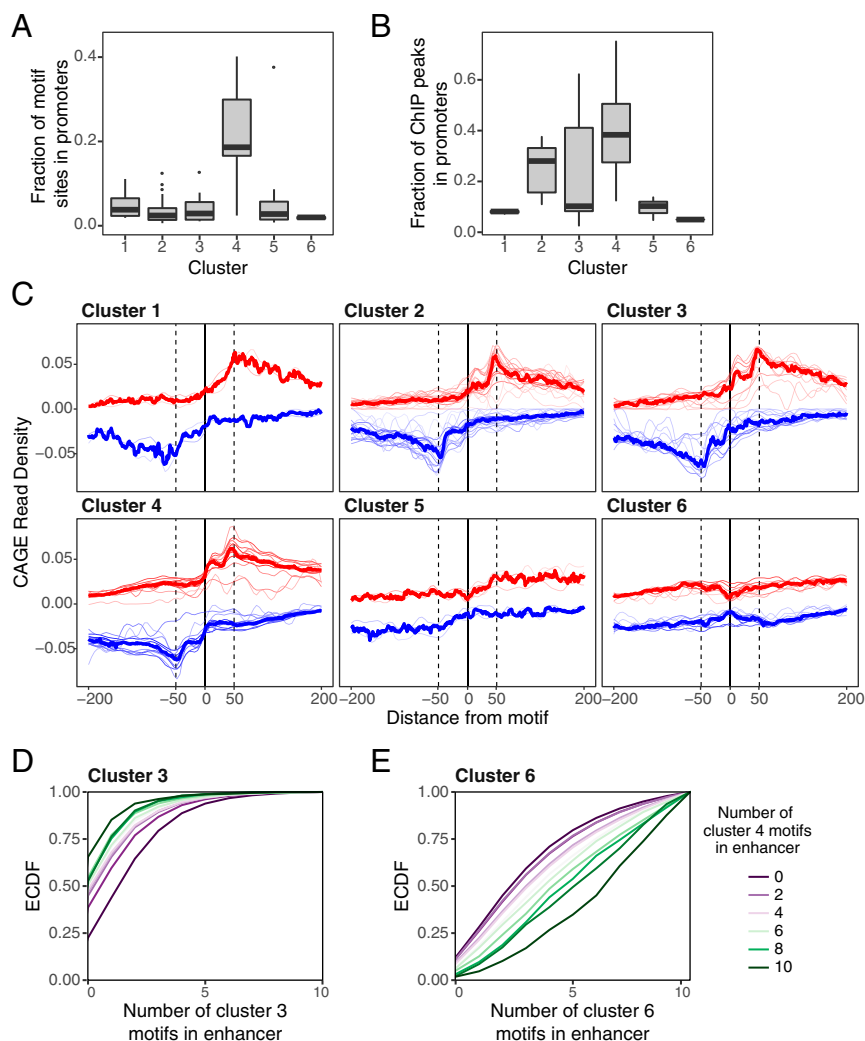 A
Fraction of motif
sites in promoters
0.4
0.2
0.0
1 2 3 4 5 6
Cluster
B
Fraction of ChIP peaks
in promoters
0.6
0.4
0.2
0.0
1 2 3 4 5 6
Cluster
C
CAGE Read Density
Cluster 1
Cluster 2
Cluster 3
0.05
0.00
−0.05
Cluster 4
Cluster 5
Cluster 6
0.05
0.00
−0.05
−200 −50 0 50 200
−200 −50 0 50 200
−200 −50 0 50 200
Distance from motif
D
Cluster 3
ECDF
1.00
0.75
0.50
0.25
0.00
0 5 10
Number of cluster 3
motifs in enhancer
E
Cluster 6
ECDF
1.00
0.75
0.50
0.25
0.00
0 5 10
Number of cluster 6
motifs in enhancer
Number of
cluster 4 motifs
in enhancer
0
2
4
6
8
10